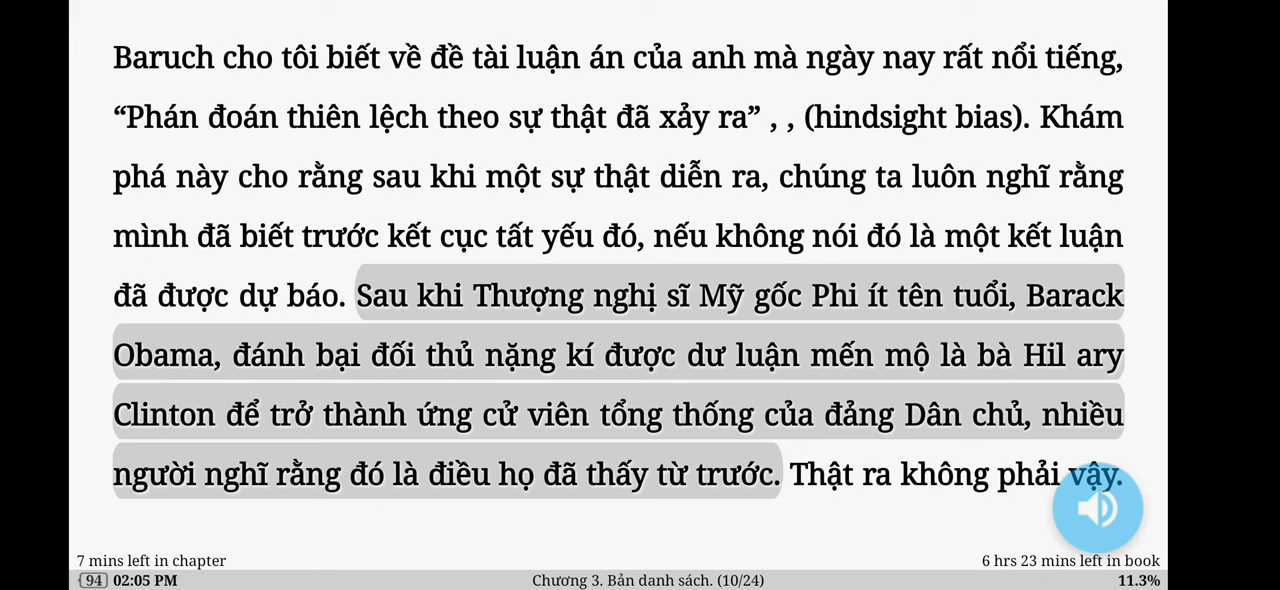 Baruch cho tôi biết về đề tài luận án của anh mà ngày nay rất nổi tiếng,
“Phán đoán thiên lệch theo sự thật đã xảy ra” , , (hindsight bias). Khám
phá này cho rằng sau khi một sự thật diễn ra, chúng ta luôn nghĩ rằng
mình đã biết trước kết cục tất yếu đó, nếu không nói đó là một kết luận
đã được dự báo. Sau khi Thượng nghị sĩ Mỹ gốc Phi ít tên tuổi, Barack
Obama, đánh bại đối thủ nặng kí được dư luận mến mộ là bà Hil ary
Clinton để trở thành ứng cử viên tổng thống của đảng Dân chủ, nhiều
người nghĩ rằng đó là điều họ đã thấy từ trước. Thật ra không phải vậy.
7 mins left in chapter 6 hrs 23 mins left in book
94 02:05 PM Chương 3. Bản danh sách. (10/24) 11.3%